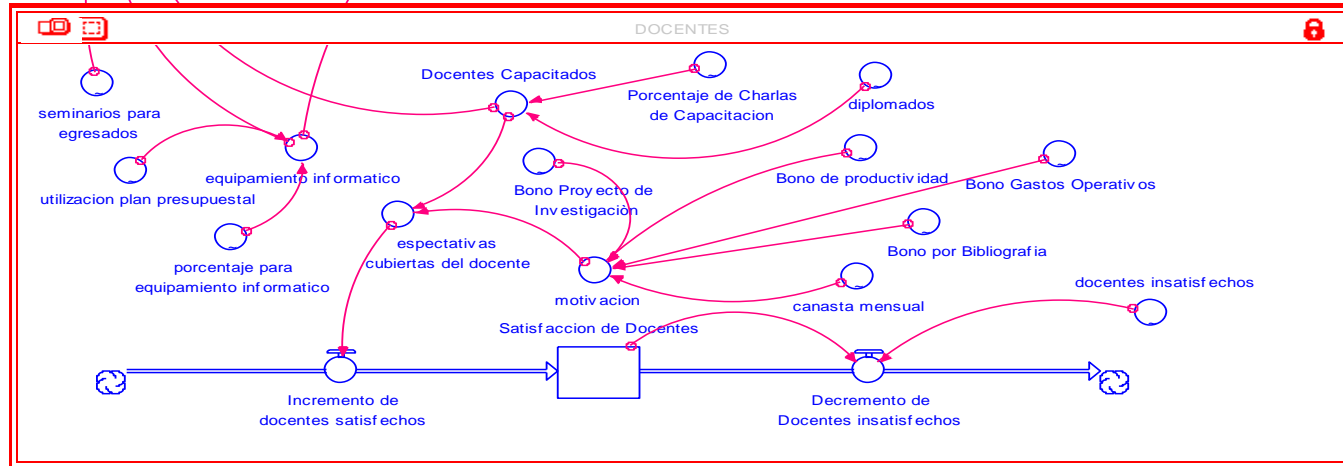 DOCENTES
Docentes Capacitados
Porcentaje de Charlas
de Capacitacion
diplomados
seminarios para
egresados
equipamiento informatico
utilizacion plan presupuestal
Bono Proyecto de
Investigaciòn
Bono de productividad
Bono Gastos Operativos
espectativas
cubiertas del docente
Bono por Bibliografia
porcentaje para
equipamiento informatico
motivacion
canasta mensual
docentes insatisfechos
Satisfaccion de Docentes
Incremento de
docentes satisfechos
Decremento de
Docentes insatisfechos